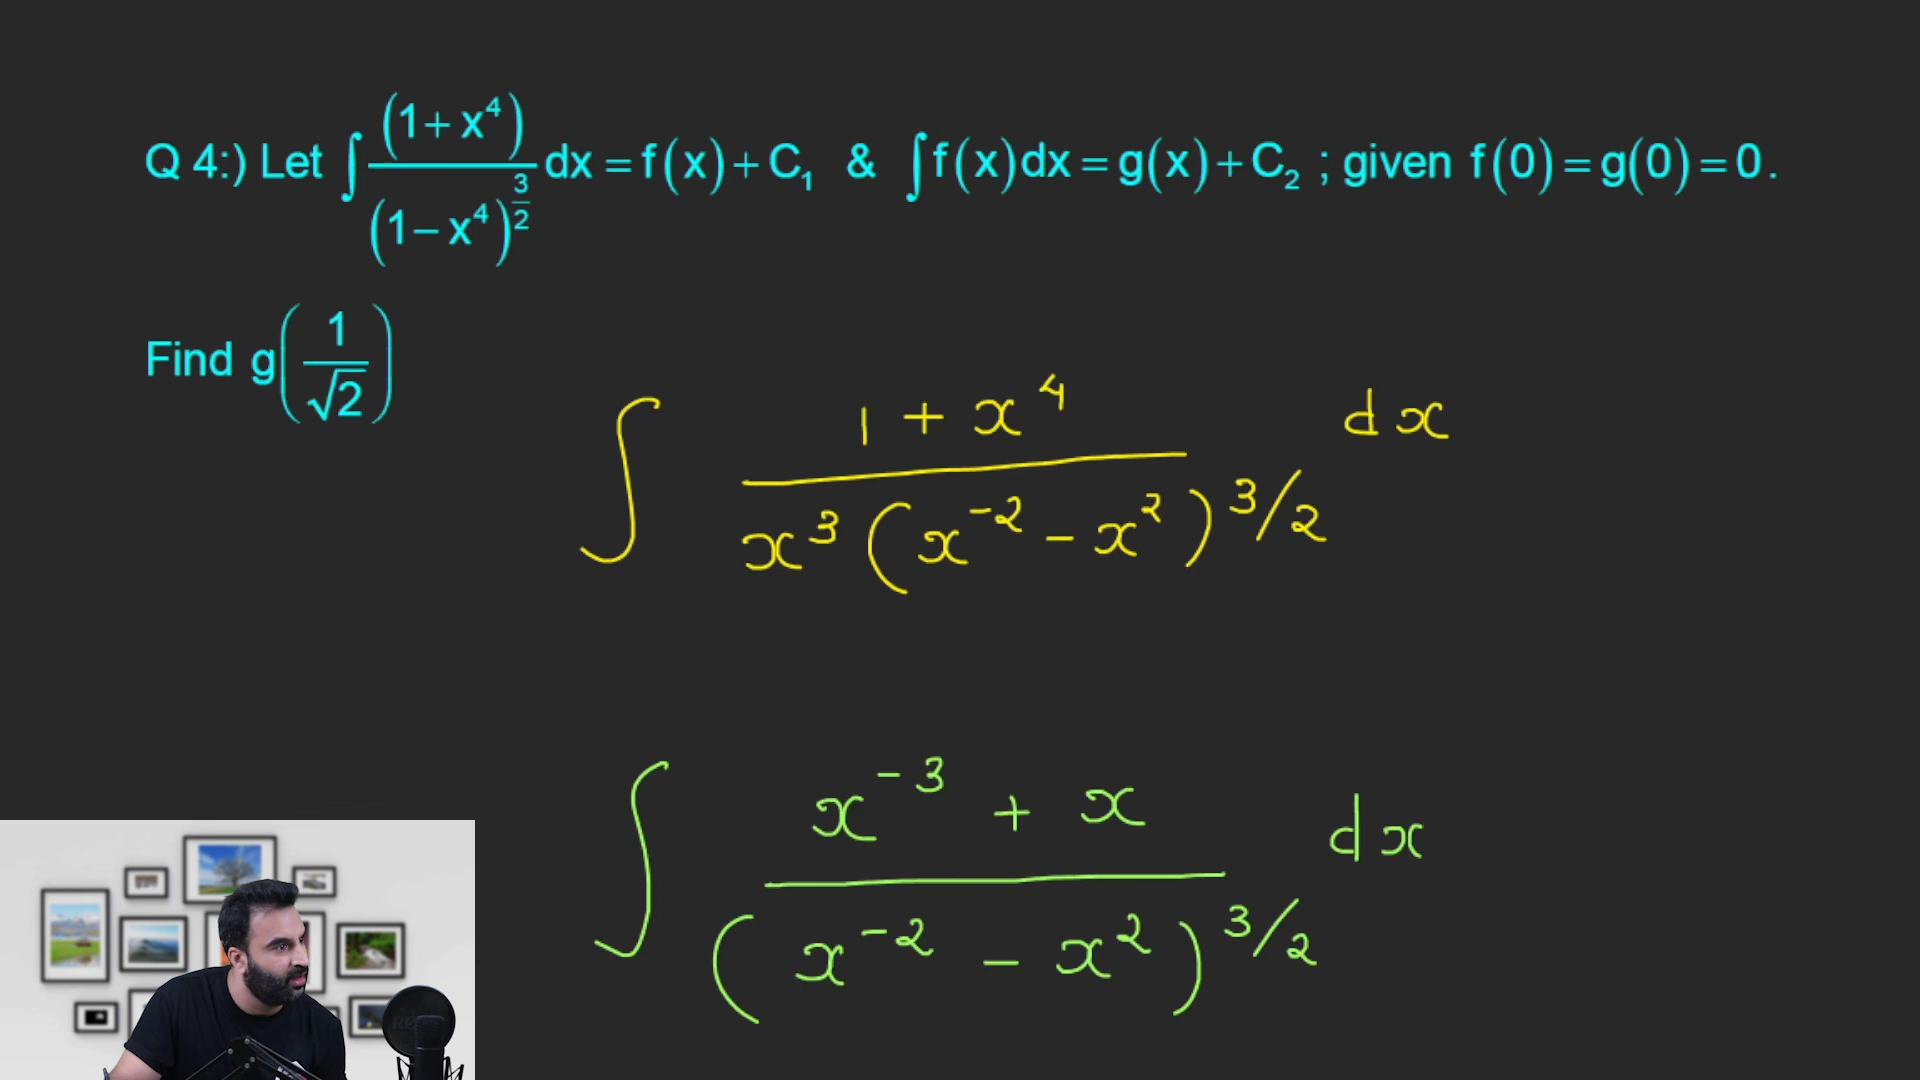 Q 4:) Let ∫ (1+x⁴) / (1−x⁴)^(3/2) dx = f(x)+C₁ & ∫f(x)dx = g(x)+C₂ ; given f(0)=g(0)=0.
Find g(1/√2)
∫ 1 + x⁴ / x³(x⁻² − x²)^3/2 dx
∫ x⁻³ + x / (x⁻² − x²)^3/2 dx